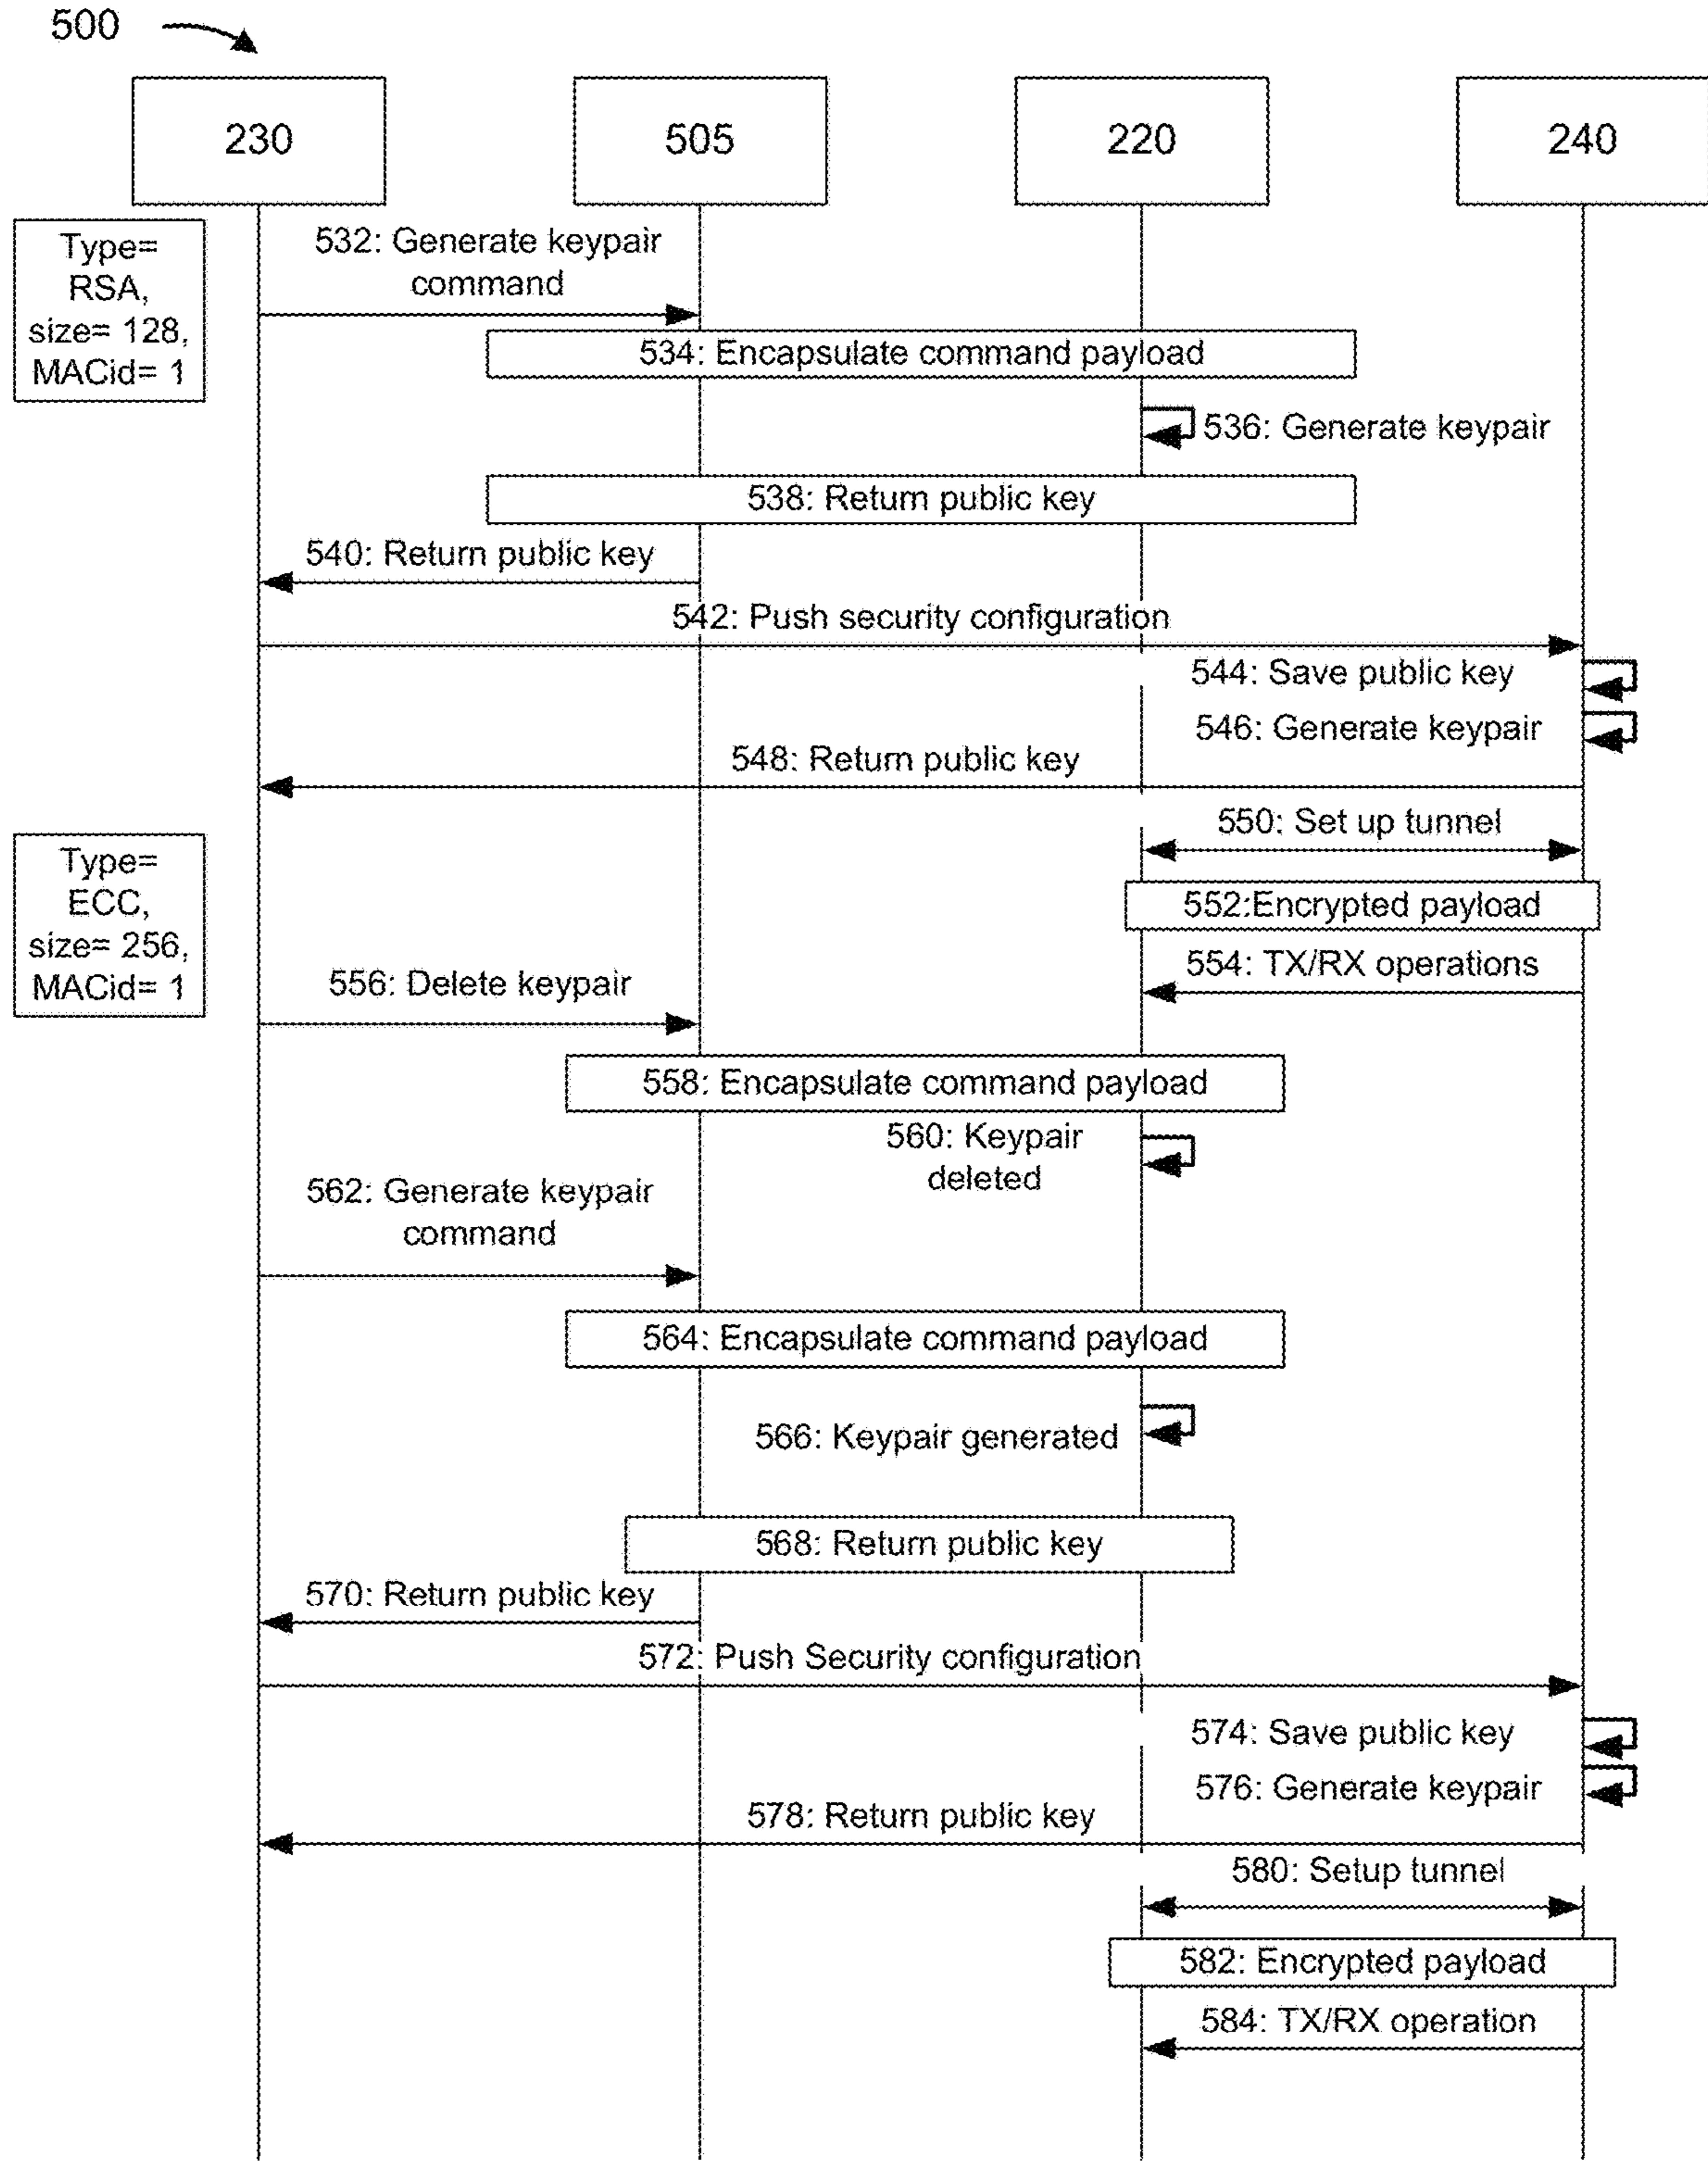 500
230
505
220
240
Type=
RSA,
size= 128,
MACid= 1
532: Generate keypair
command
534: Encapsulate command payload
536: Generate keypair
538: Return public key
540: Return public key
542: Push security configuration
544: Save public key
546: Generate keypair
548: Return public key
550: Set up tunnel
Type=
ECC,
size= 256,
MACid= 1
552:Encrypted payload
554: TX/RX operations
556: Delete keypair
558: Encapsulate command payload
560: Keypair
deleted
562: Generate keypair
command
564: Encapsulate command payload
566: Keypair generated
568: Return public key
570: Return public key
572: Push Security configuration
574: Save public key
576: Generate keypair
578: Return public key
580: Setup tunnel
582: Encrypted payload
584: TX/RX operation